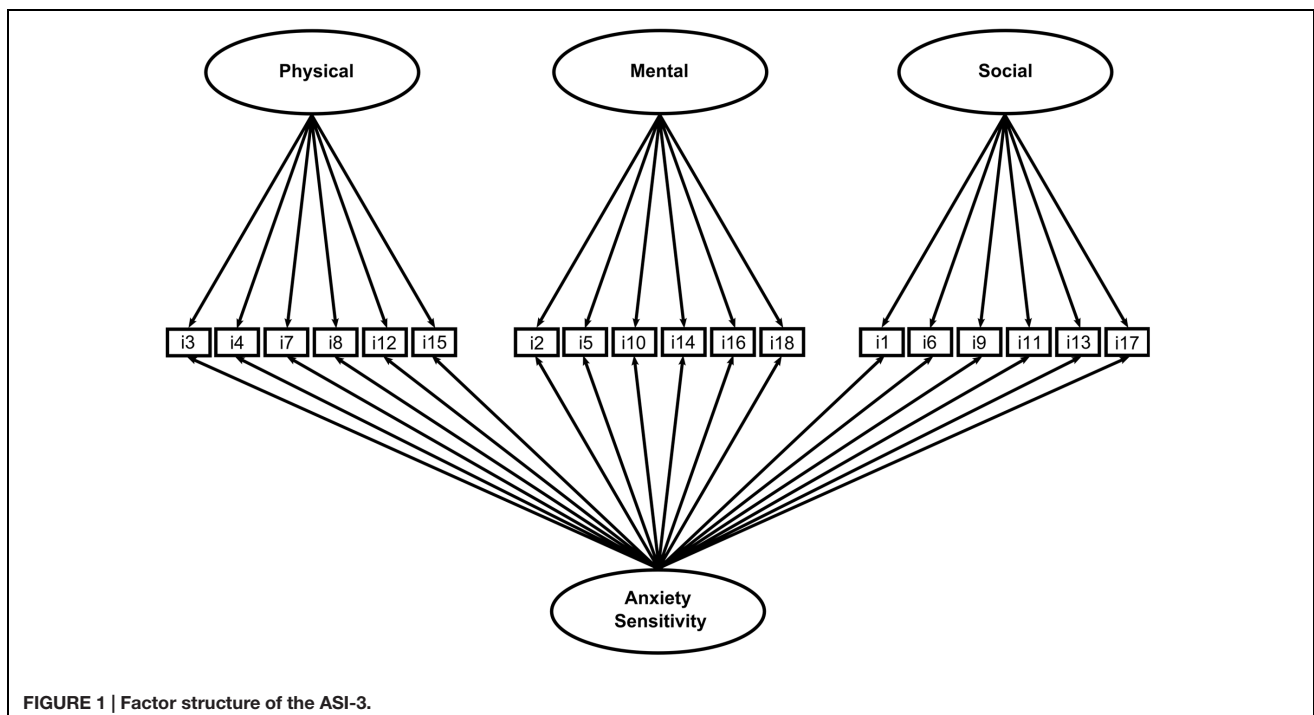 Physical Mental Social
i3 i4 i7 i8 i12 i15 i2 i5 i10 i14 i16 i18 i1 i6 i9 i11 i13 i17
Anxiety
Sensitivity
FIGURE 1 | Factor structure of the ASI-3.